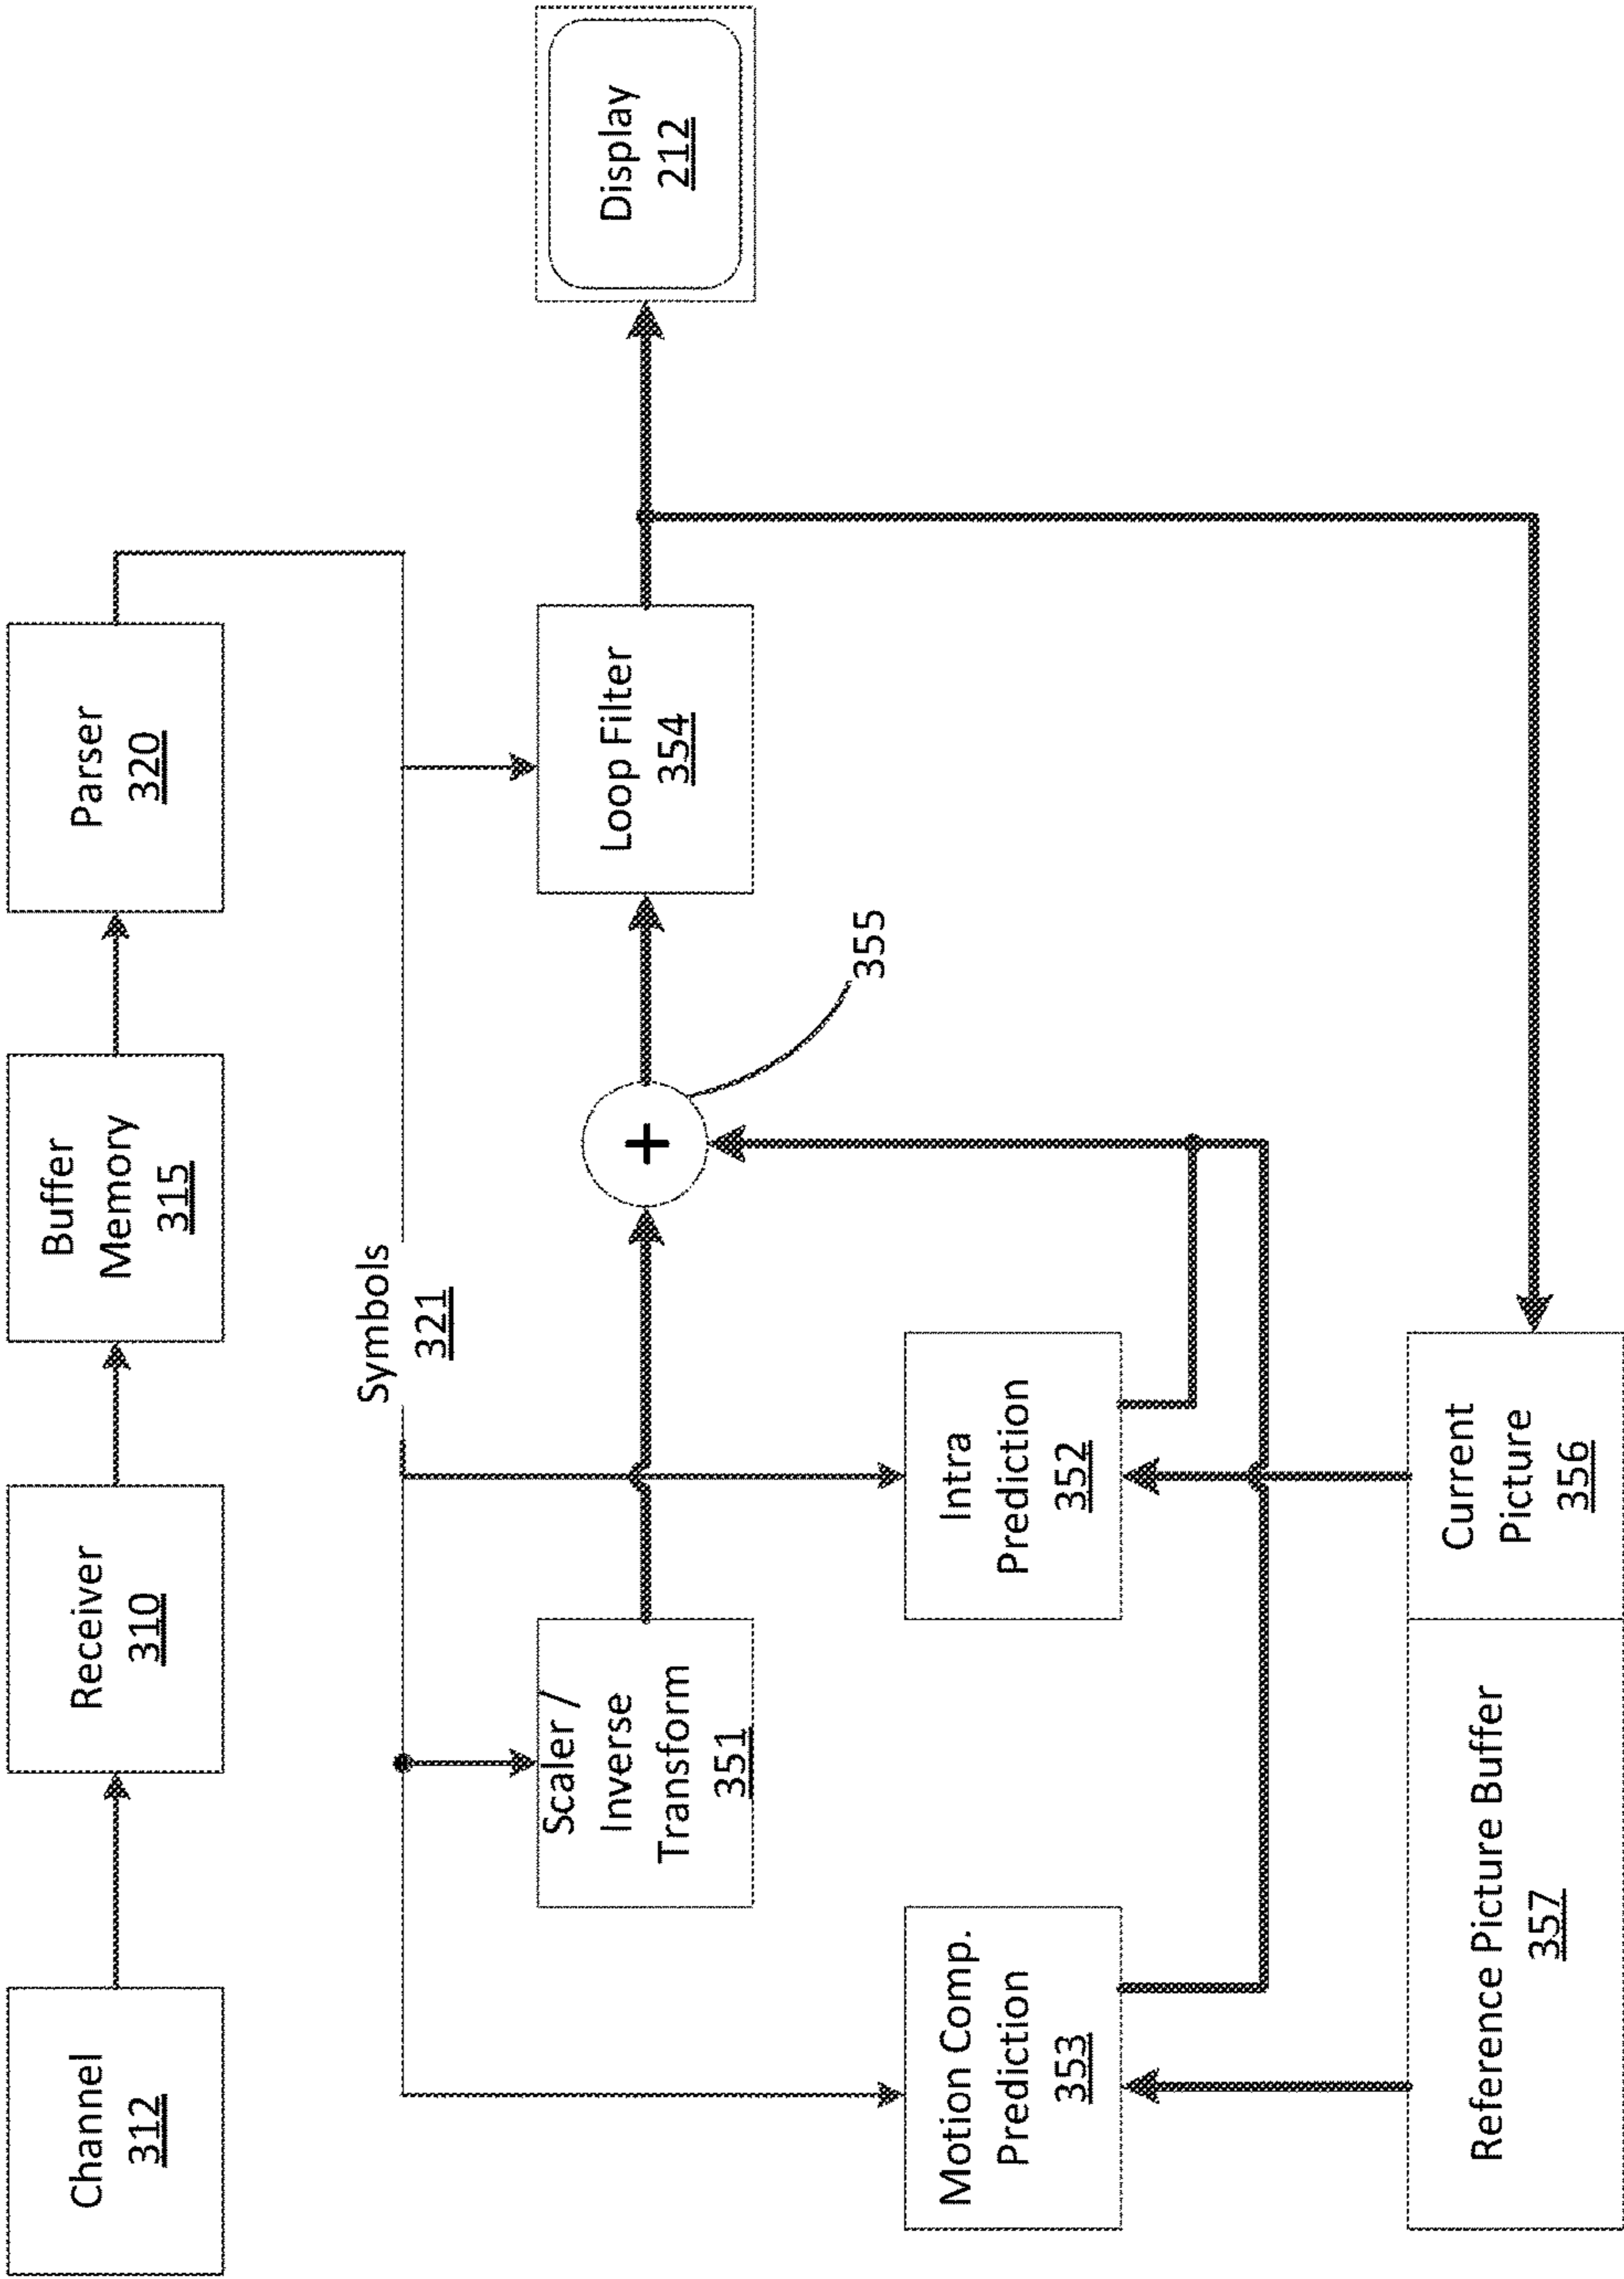 Channel
312
Receiver
310
Buffer
Memory
315
Parser
320
Symbols
321
Scaler /
Inverse
Transform
351
+
355
Loop Filter
354
Display
212
Motion Comp.
Prediction
353
Intra
Prediction
352
Reference Picture Buffer
357
Current
Picture
356